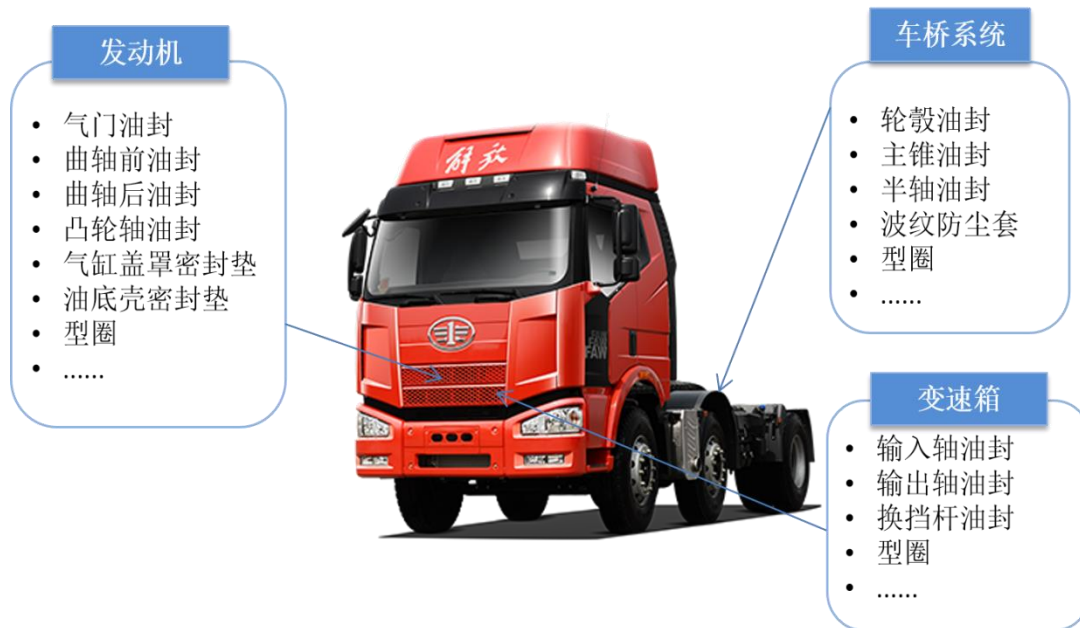 发动机
• 气门油封
• 曲轴前油封
• 曲轴后油封
• 凸轮轴油封
• 气缸盖罩密封垫
• 油底壳密封垫
• 型圈
• ......
车桥系统
• 轮毂油封
• 主锥油封
• 半轴油封
• 波纹防尘套
• 型圈
• ......
变速箱
• 输入轴油封
• 输出轴油封
• 换挡杆油封
• 型圈
• ......
解放
FAW
FAW
FAW